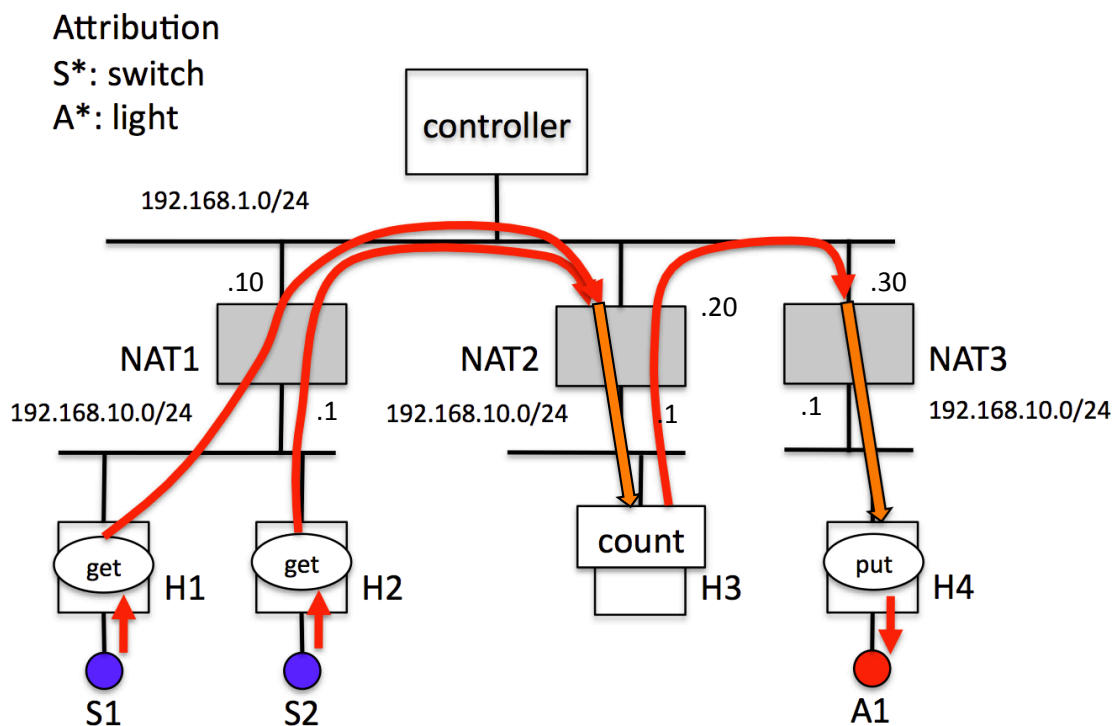 Attribution
S*: switch
A*: light
controller
192.168.1.0/24
.10
.20
.30
NAT1
NAT2
NAT3
192.168.10.0/24
.1
192.168.10.0/24
.1
.1
192.168.10.0/24
get
H1
get
H2
count
H3
put
H4
S1
S2
A1